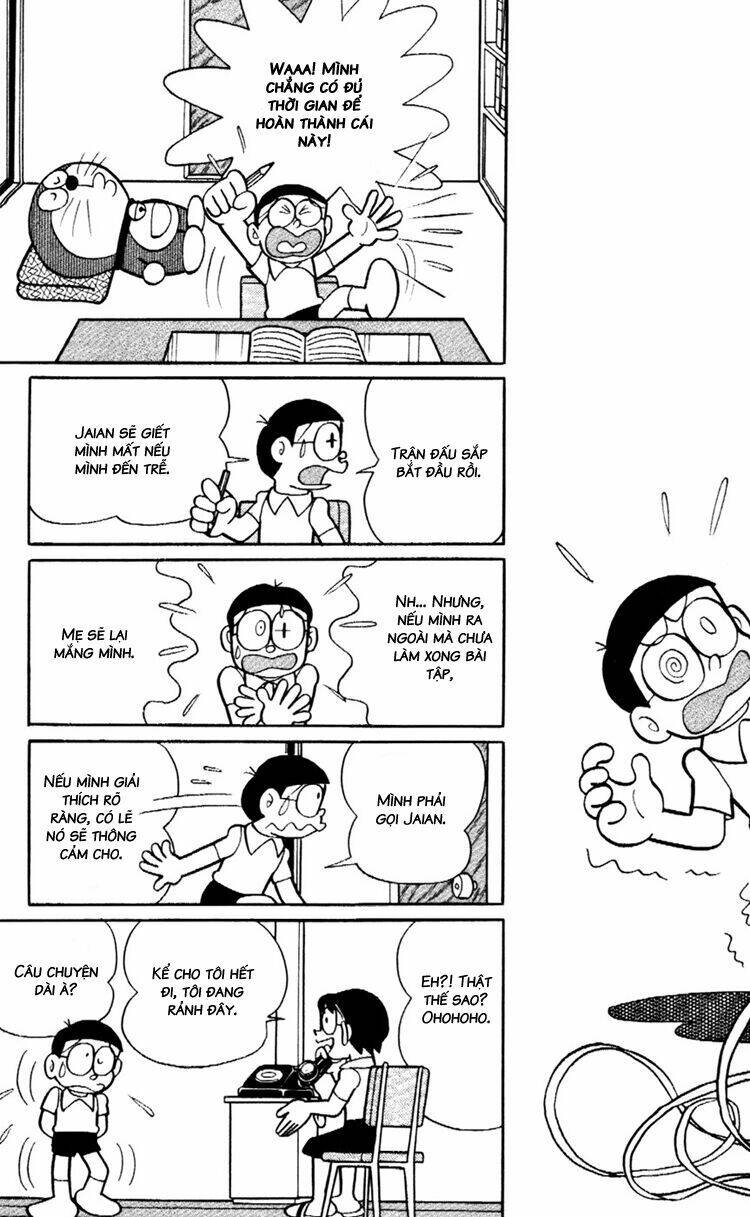 WAAA! MÌNH
CHẲNG CÓ ĐỦ
THỜI GIAN ĐỂ
HOÀN THÀNH CÁI
NÀY!
TRẬN ĐẤU SẮP
BẮT ĐẦU RỒI.
JAIAN SẼ GIẾT
MÌNH MẤT NẾU
MÌNH ĐẾN TRỄ.
NH... NHƯNG,
NẾU MÌNH RA
NGOÀI MÀ CHƯA
LÀM XONG BÀI
TẬP,
MẸ SẼ LẠI
MẮNG MÌNH.
MÌNH PHẢI
GỌI JAIAN.
NẾU MÌNH GIẢI
THÍCH RÕ
RÀNG, CÓ LẼ
NÓ SẼ THÔNG
CẢM CHO.
EH?! THẬT
THẾ SAO?
OHOHOHO.
KỂ CHO TÔI HẾT
ĐI, TÔI ĐANG
RẢNH ĐÂY.
CÂU CHUYỆN
DÀI À?